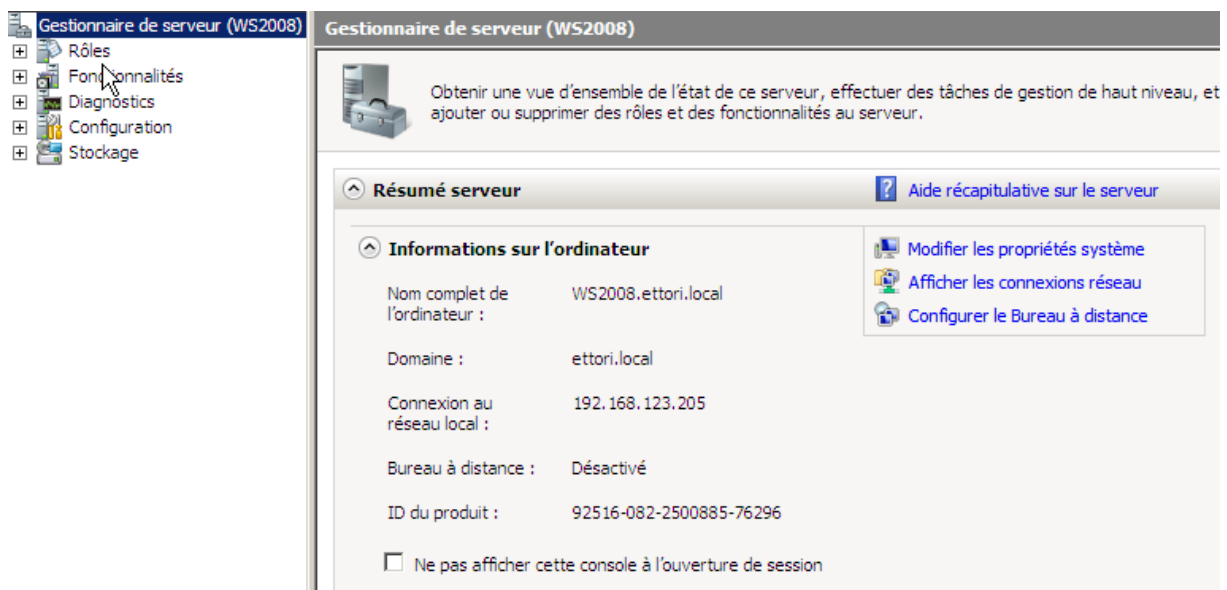 Gestionnaire de serveur (WS2008)
Rôles
Fonctionnalités
Diagnostics
Configuration
Stockage
Gestionnaire de serveur (WS2008)
Obtenir une vue d'ensemble de l'état de ce serveur, effectuer des tâches de gestion de haut niveau, et
ajouter ou supprimer des rôles et des fonctionnalités au serveur.
Résumé serveur
Aide récapitulative sur le serveur
Informations sur l'ordinateur
Nom complet de
l'ordinateur :
WS2008.ettori.local
Domaine :
ettori.local
Connexion au
réseau local :
192.168.123.205
Bureau à distance :
Désactivé
ID du produit :
92516-082-2500885-76296
Ne pas afficher cette console à l'ouverture de session
Modifier les propriétés système
Afficher les connexions réseau
Configurer le Bureau à distance